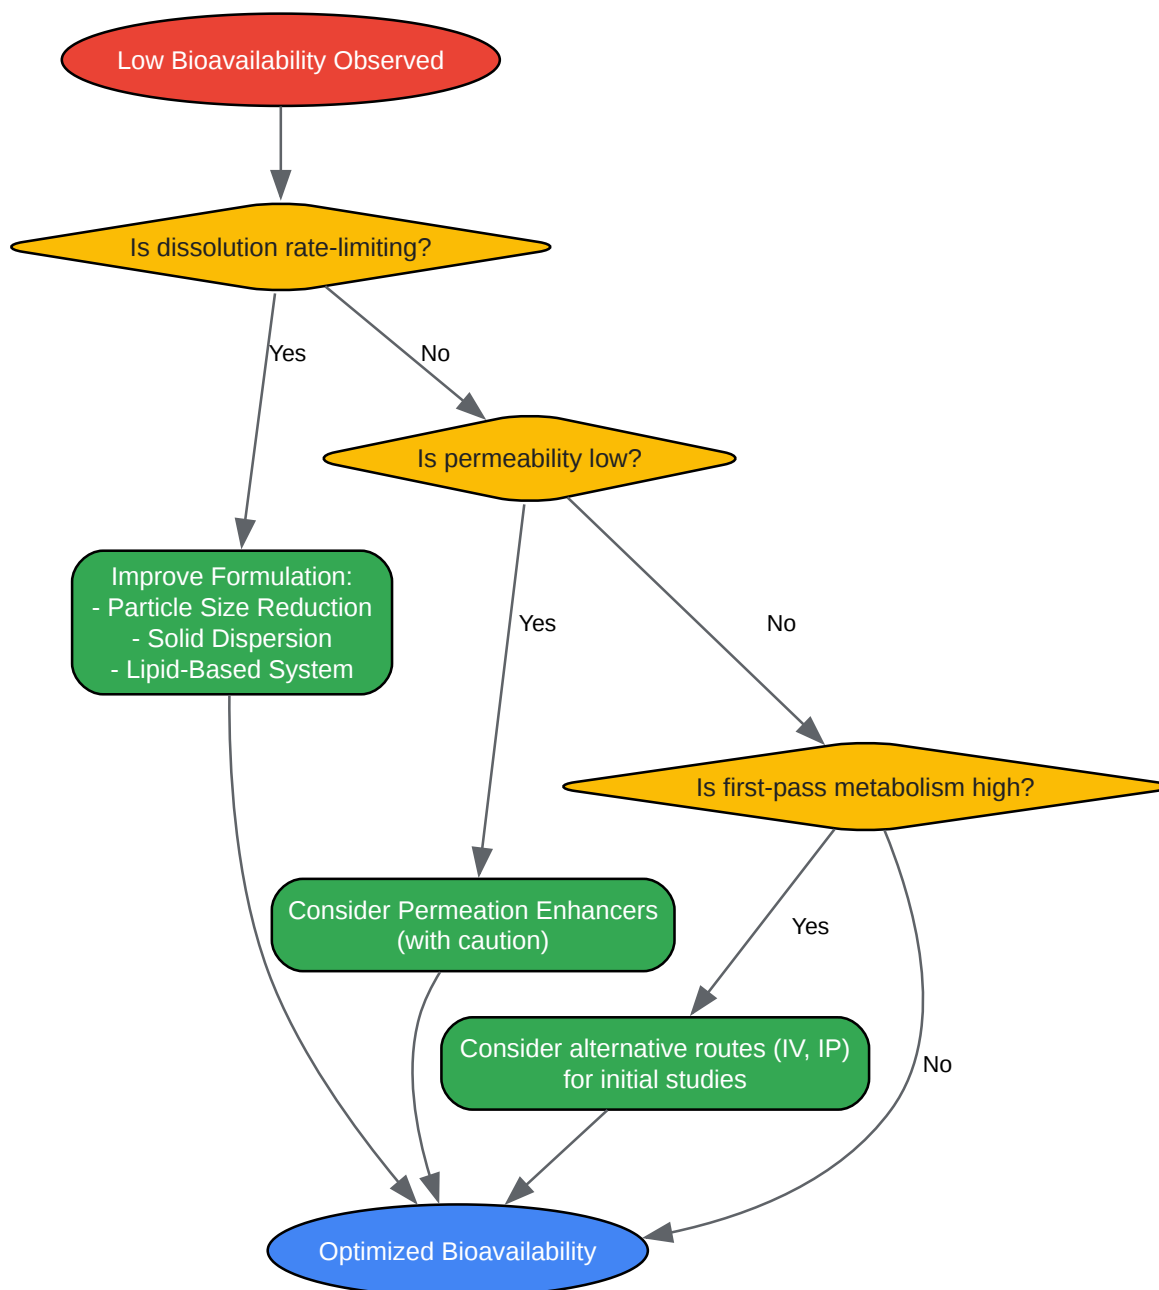 Low Bioavailability Observed
Is dissolution rate-limiting?
Yes
No
Is permeability low?
Improve Formulation:
- Particle Size Reduction
- Solid Dispersion
- Lipid-Based System
Yes
No
Is first-pass metabolism high?
Consider Permeation Enhancers
(with caution)
Yes
Consider alternative routes (IV, IP)
for initial studies
No
Optimized Bioavailability